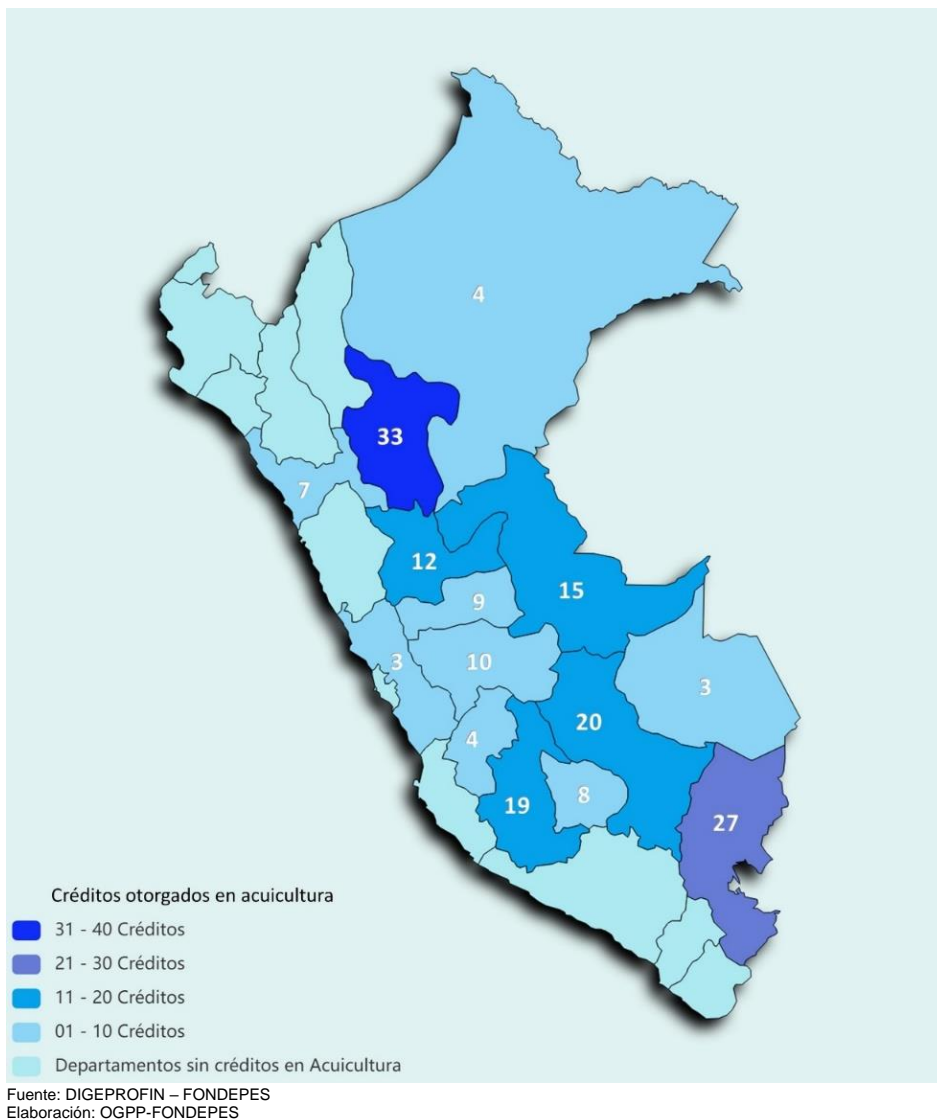 4
33
7
12
15
9
3
10
3
20
4
8
19
27
Créditos otorgados en acuicultura
31 - 40 Créditos
21 - 30 Créditos
11 - 20 Créditos
01 - 10 Créditos
Departamentos sin créditos en Acuicultura
Fuente: DIGEPROFIN – FONDEPES
Elaboración: OGPP-FONDEPES